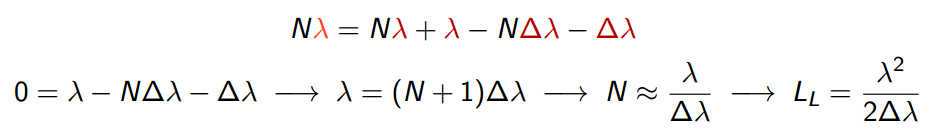 Nλ = Nλ + λ − NΔλ − Δλ
0 = λ − NΔλ − Δλ ⟶ λ = (N + 1)Δλ ⟶ N ≈ λ/Δλ ⟶ L_L = λ²/2Δλ